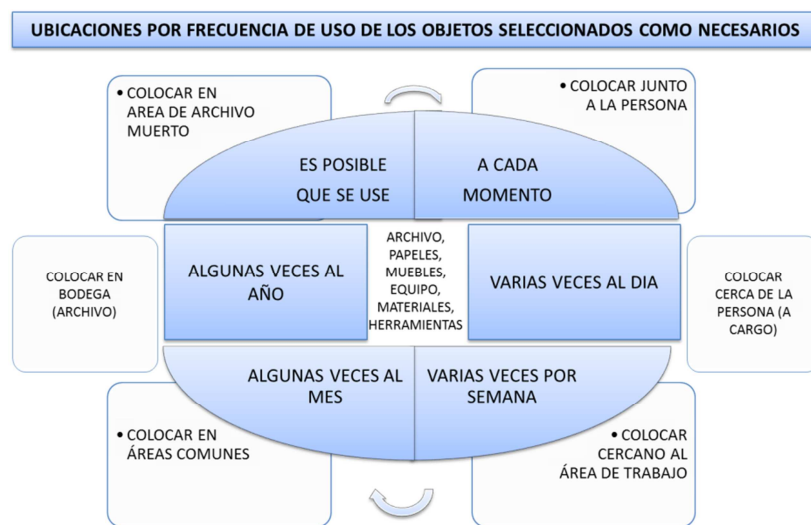 UBICACIONES POR FRECUENCIA DE USO DE LOS OBJETOS SELECCIONADOS COMO NECESARIOS
• COLOCAR EN
AREA DE ARCHIVO
MUERTO
• COLOCAR JUNTO
A LA PERSONA
ES POSIBLE
QUE SE USE
A CADA
MOMENTO
COLOCAR EN
BODEGA
(ARCHIVO)
ALGUNAS VECES AL
AÑO
ARCHIVO,
PAPELES,
MUEBLES,
EQUIPO,
MATERIALES,
HERRAMIENTAS
VARIAS VECES AL DIA
COLOCAR
CERCA DE LA
PERSONA (A
CARGO)
ALGUNAS VECES AL
MES
VARIAS VECES POR
SEMANA
• COLOCAR EN
ÁREAS COMUNES
• COLOCAR
CERCANO AL
ÁREA DE TRABAJO